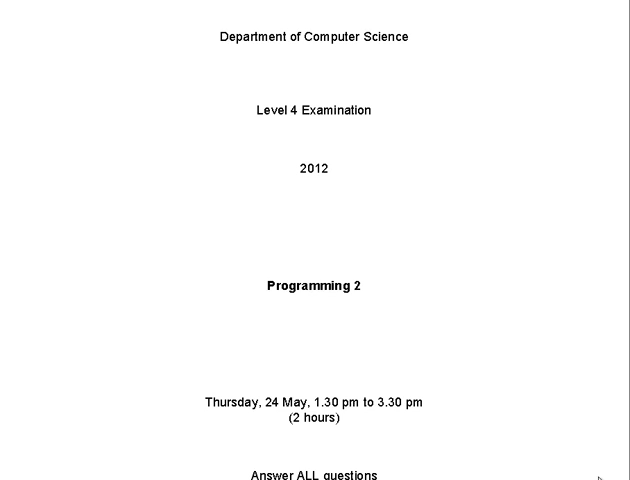 Department of Computer Science
Level 4 Examination
2012
Programming 2
Thursday, 24 May, 1.30 pm to 3.30 pm
(2 hours)
Answer ALL questions